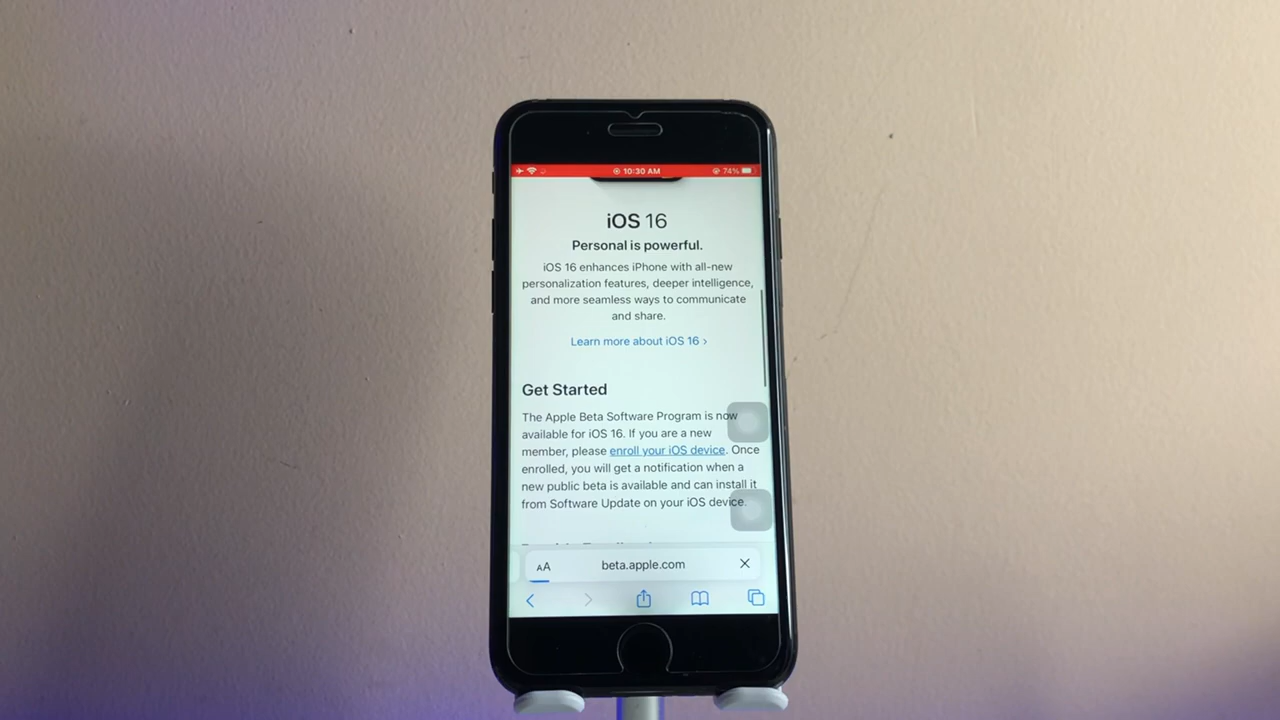 10:30 AM
74%
iOS 16
Personal is powerful.
iOS 16 enhances iPhone with all-new
personalization features, deeper intelligence,
and more seamless ways to communicate
and share.
Learn more about iOS 16 >
Get Started
The Apple Beta Software Program is now
available for iOS 16. If you are a new
member, please enroll your iOS device. Once
enrolled, you will get a notification when a
new public beta is available and can install it
from Software Update on your iOS device.
AA beta.apple.com